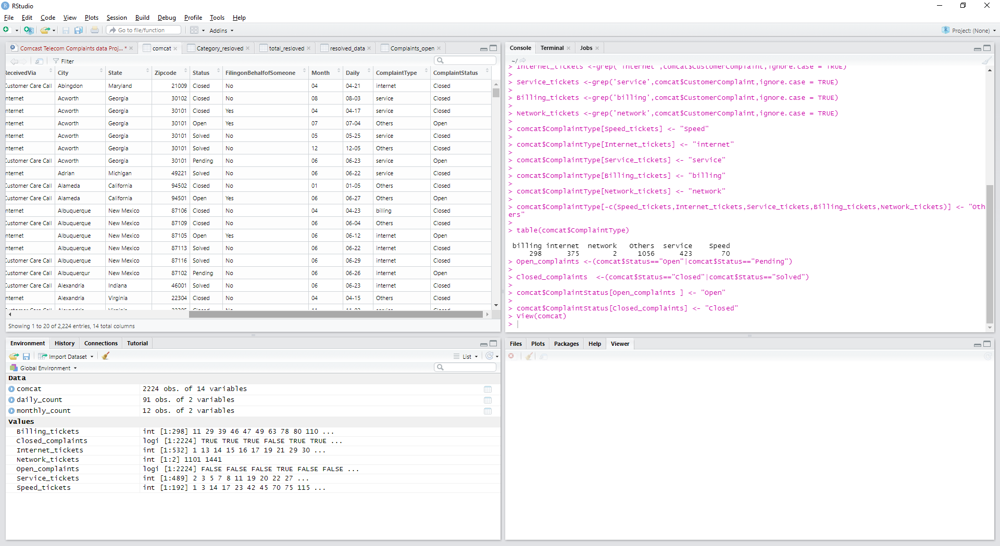 RStudio
File Edit Code View Plots Session Build Debug Profile Tools Help
Go to file/function Addins Project: (None)
Comcast Telecom Complaints data Proj... * comcat Category_resloved total_resloved resolved_data Complaints_open
Filter
ReceivedVia City State Zipcode Status FilingonBehalfofSomeone Month Daily ComplaintType ComplaintStatus
Customer Care Call Abingdon Maryland 21009 Closed No 04 04-21 internet Closed
nternet Acworth Georgia 30102 Closed No 08 08-03 service Closed
nternet Acworth Georgia 30101 Closed Yes 04 04-17 service Closed
nternet Acworth Georgia 30101 Open Yes 07 07-04 Others Open
nternet Acworth Georgia 30101 Solved No 05 05-25 service Closed
nternet Acworth Georgia 30101 Solved No 12 12-05 Others Closed
Customer Care Call Acworth Georgia 30101 Pending No 06 06-23 service Open
nternet Adrian Michigan 49221 Solved No 06 06-22 service Closed
Customer Care Call Alameda California 94502 Closed No 01 01-05 Others Closed
Customer Care Call Alameda California 94501 Open Yes 06 06-27 Others Open
nternet Albuquerque New Mexico 87106 Closed No 04 04-23 billing Closed
Customer Care Call Albuquerque New Mexico 87109 Closed No 06 06-04 Others Closed
nternet Albuquerque New Mexico 87105 Open Yes 06 06-12 internet Open
nternet Albuquerque New Mexico 87113 Solved No 06 06-22 internet Closed
Customer Care Call Albuquerque New Mexico 87116 Solved No 06 06-29 internet Closed
Customer Care Call Albuquerqur New Mexico 87102 Pending No 06 06-26 internet Open
Customer Care Call Alexandria Indiana 46001 Solved No 06 06-23 internet Closed
nternet Alexandria Virginia 22304 Closed No 04 04-15 Others Closed
Showing 1 to 20 of 2,224 entries, 14 total columns
Console Terminal Jobs
~/
> Internet_tickets <-grep('internet',comcat$CustomerComplaint,ignore.case = TRUE)
>
> Service_tickets <-grep('service',comcat$CustomerComplaint,ignore.case = TRUE)
>
> Billing_tickets <-grep('billing',comcat$CustomerComplaint,ignore.case = TRUE)
>
> Network_tickets <-grep('network',comcat$CustomerComplaint,ignore.case = TRUE)
>
> comcat$ComplaintType[Speed_tickets] <- "Speed"
>
> comcat$ComplaintType[Internet_tickets] <- "internet"
>
> comcat$ComplaintType[Service_tickets] <- "service"
>
> comcat$ComplaintType[Billing_tickets] <- "billing"
>
> comcat$ComplaintType[Network_tickets] <- "network"
>
> comcat$ComplaintType[-c(Speed_tickets,Internet_tickets,Service_tickets,Billing_tickets,Network_tickets)] <- "Oth
ers"
>
> table(comcat$ComplaintType)
billing internet network Others service Speed
298 375 2 1056 423 70
> Open_complaints <-(comcat$Status=="Open"|comcat$Status=="Pending")
>
> Closed_complaints <-(comcat$Status=="Closed"|comcat$Status=="Solved")
>
> comcat$ComplaintStatus[Open_complaints ] <- "Open"
>
> comcat$ComplaintStatus[Closed_complaints] <- "Closed"
> View(comcat)
>
Environment History Connections Tutorial
Import Dataset List
Global Environment
Data
comcat 2224 obs. of 14 variables
daily_count 91 obs. of 2 variables
monthly_count 12 obs. of 2 variables
Values
Billing_tickets int [1:298] 11 29 39 46 47 49 63 78 80 110 ...
Closed_complaints logi [1:2224] TRUE TRUE TRUE FALSE TRUE TRUE ...
Internet_tickets int [1:532] 1 13 14 15 16 17 19 21 29 30 ...
Network_tickets int [1:2] 1101 1441
Open_complaints logi [1:2224] FALSE FALSE FALSE TRUE FALSE FALSE ...
Service_tickets int [1:489] 2 3 5 7 8 11 19 20 22 27 ...
Speed_tickets int [1:192] 1 3 14 17 23 42 45 70 75 115 ...
Files Plots Packages Help Viewer